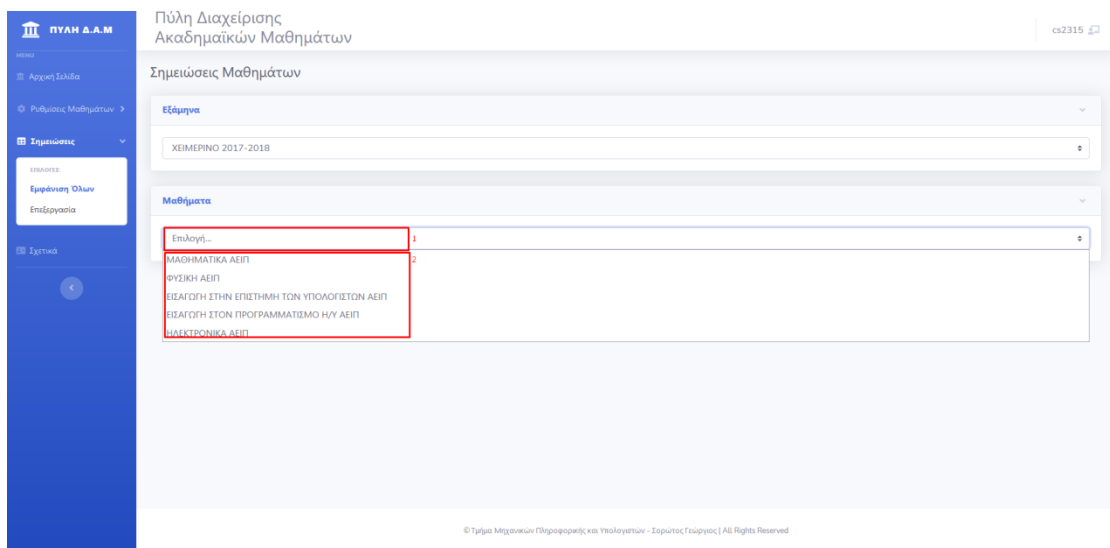 ΠΥΛΗ Δ.Α.Μ
Πύλη Διαχείρισης
Ακαδημαϊκών Μαθημάτων
cs2315
MENU
Αρχική Σελίδα
Ρυθμίσεις Μαθημάτων
Σημειώσεις
ΕΠΙΛΟΓΕΣ:
Εμφάνιση Όλων
Επεξεργασία
Σχετικά
Σημειώσεις Μαθημάτων
Εξάμηνα
ΧΕΙΜΕΡΙΝΟ 2017-2018
Μαθήματα
Επιλογή...
1
ΜΑΘΗΜΑΤΙΚΑ ΑΕΙΠ
2
ΦΥΣΙΚΗ ΑΕΙΠ
ΕΙΣΑΓΩΓΗ ΣΤΗΝ ΕΠΙΣΤΗΜΗ ΤΩΝ ΥΠΟΛΟΓΙΣΤΩΝ ΑΕΙΠ
ΕΙΣΑΓΩΓΗ ΣΤΟΝ ΠΡΟΓΡΑΜΜΑΤΙΣΜΟ Η/Υ ΑΕΙΠ
ΗΛΕΚΤΡΟΝΙΚΑ ΑΕΙΠ
© Τμήμα Μηχανικών Πληροφορικής και Υπολογιστών - Σορώτος Γεώργιος | All Rights Reserved